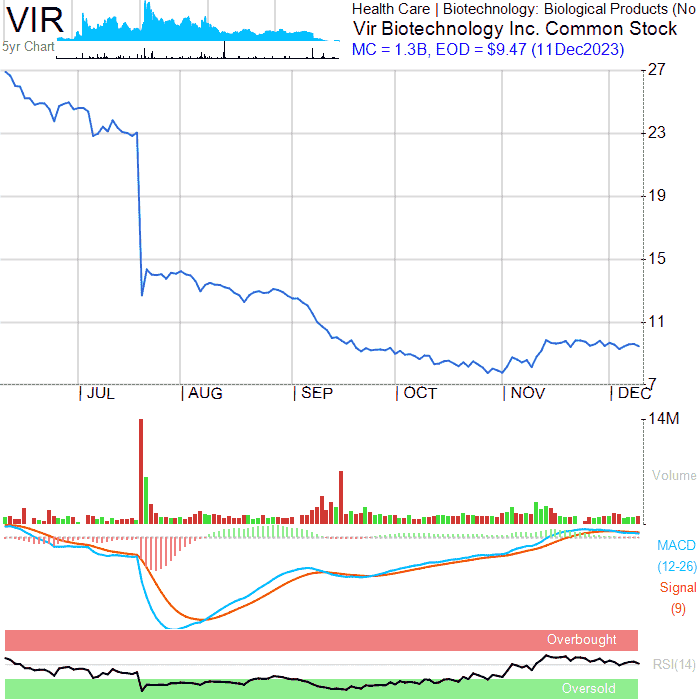 VIR
5yr Chart
Health Care | Biotechnology: Biological Products (No
Vir Biotechnology Inc. Common Stock
MC = 1.3B, EOD = $9.47 (11Dec2023)
27
23
19
15
11
7
JUL
AUG
SEP
OCT
NOV
DEC
14M
Volume
MACD
(12-26)
Signal
(9)
Overbought
RSI(14)
Oversold